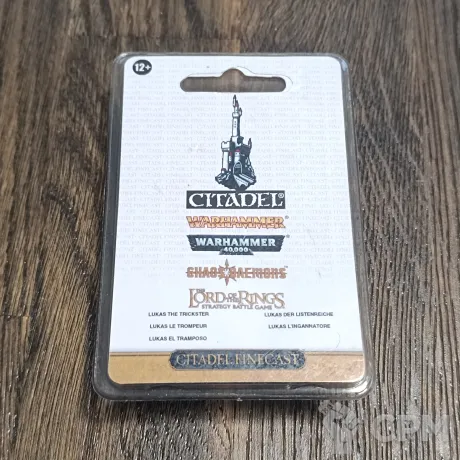 12+
CITADEL®
WARHAMMER®
WARHAMMER
40,000
CHAOS DAEMONS
THE LORD OF THE RINGS
STRATEGY BATTLE GAME
LUKAS THE TRICKSTER
LUKAS DER LISTENREICHE
LUKAS LE TROMPEUR
LUKAS L'INGANNATORE
LUKAS EL TRAMPOSO
CITADEL FINECAST
GPM